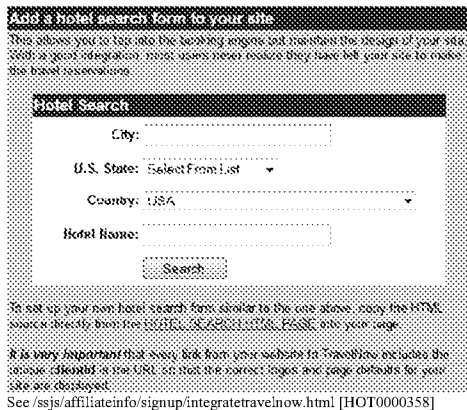 Add a hotel search form to your site
This allows you to tap into the booking engine but maintain the design of your site.
With a good integration, most users never realize they have left your site to make
the travel reservations.
Hotel Search
City:
U.S. State: Select From List
Country: USA
Hotel Name:
Search
To set up your own hotel search form similar to the one above, copy the HTML
source directly from the HOTEL SEARCH HTML PAGE into your page.
It is very important that every link from your website to TravelNow includes the
unique clientid in the URL so that the correct logos and page defaults for your
site are displayed.
See /ssjs/affiliateinfo/signup/integratetravelnow.html [HOT0000358]